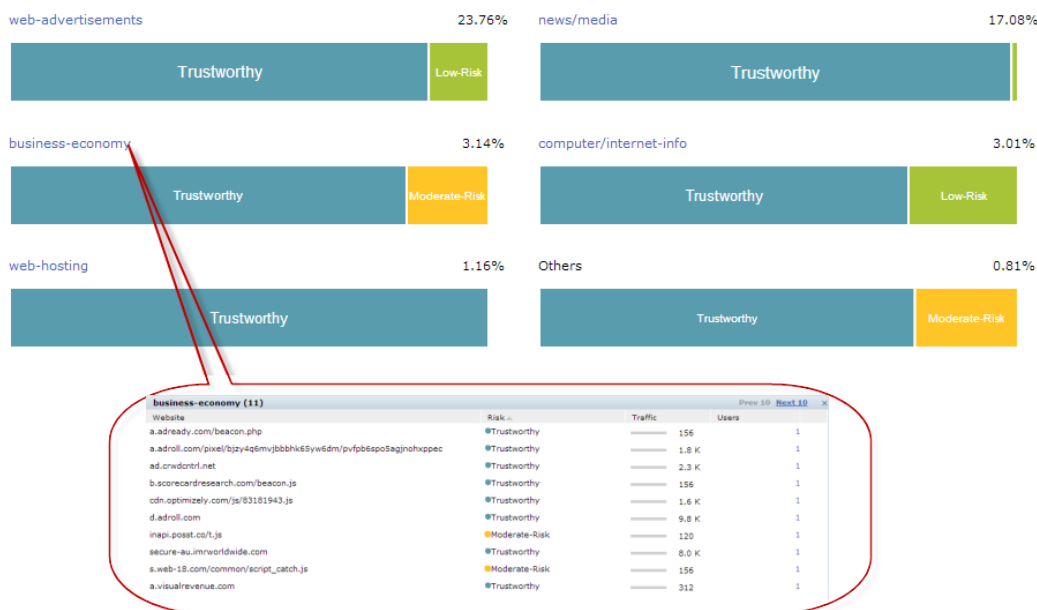 web-advertisements 23.76% news/media 17.08%
Trustworthy Low-Risk Trustworthy
business-economy 3.14% computer/internet-info 3.01%
Trustworthy Moderate-Risk Trustworthy Low-Risk
web-hosting 1.16% Others 0.81%
Trustworthy Trustworthy Moderate-Risk
business-economy (11) Prev 10 Next 10 ×
Website Risk Traffic Users
a.adready.com/beacon.php Trustworthy 156 1
a.adroll.com/pixel/bjzy4q6mvjbbbhk65yw6dm/pvfpb6spo5agjnohxppec Trustworthy 1.8 K 1
ad.crwdcntrl.net Trustworthy 2.3 K 1
b.scorecardresearch.com/beacon.js Trustworthy 156 1
cdn.optimizely.com/js/83181943.js Trustworthy 1.6 K 1
d.adroll.com Trustworthy 9.8 K 1
inapi.posst.co/t.js Moderate-Risk 120 1
secure-au.imrworldwide.com Trustworthy 8.0 K 1
s.web-18.com/common/script_catch.js Moderate-Risk 156 1
a.visualrevenue.com Trustworthy 312 1